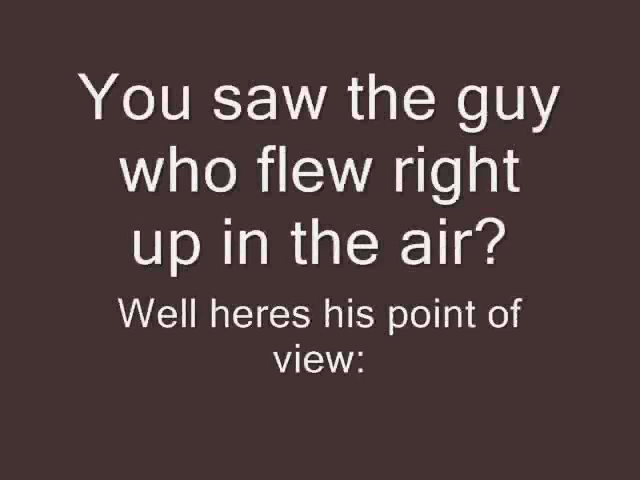 You saw the guy
who flew right
up in the air?
Well heres his point of
view: